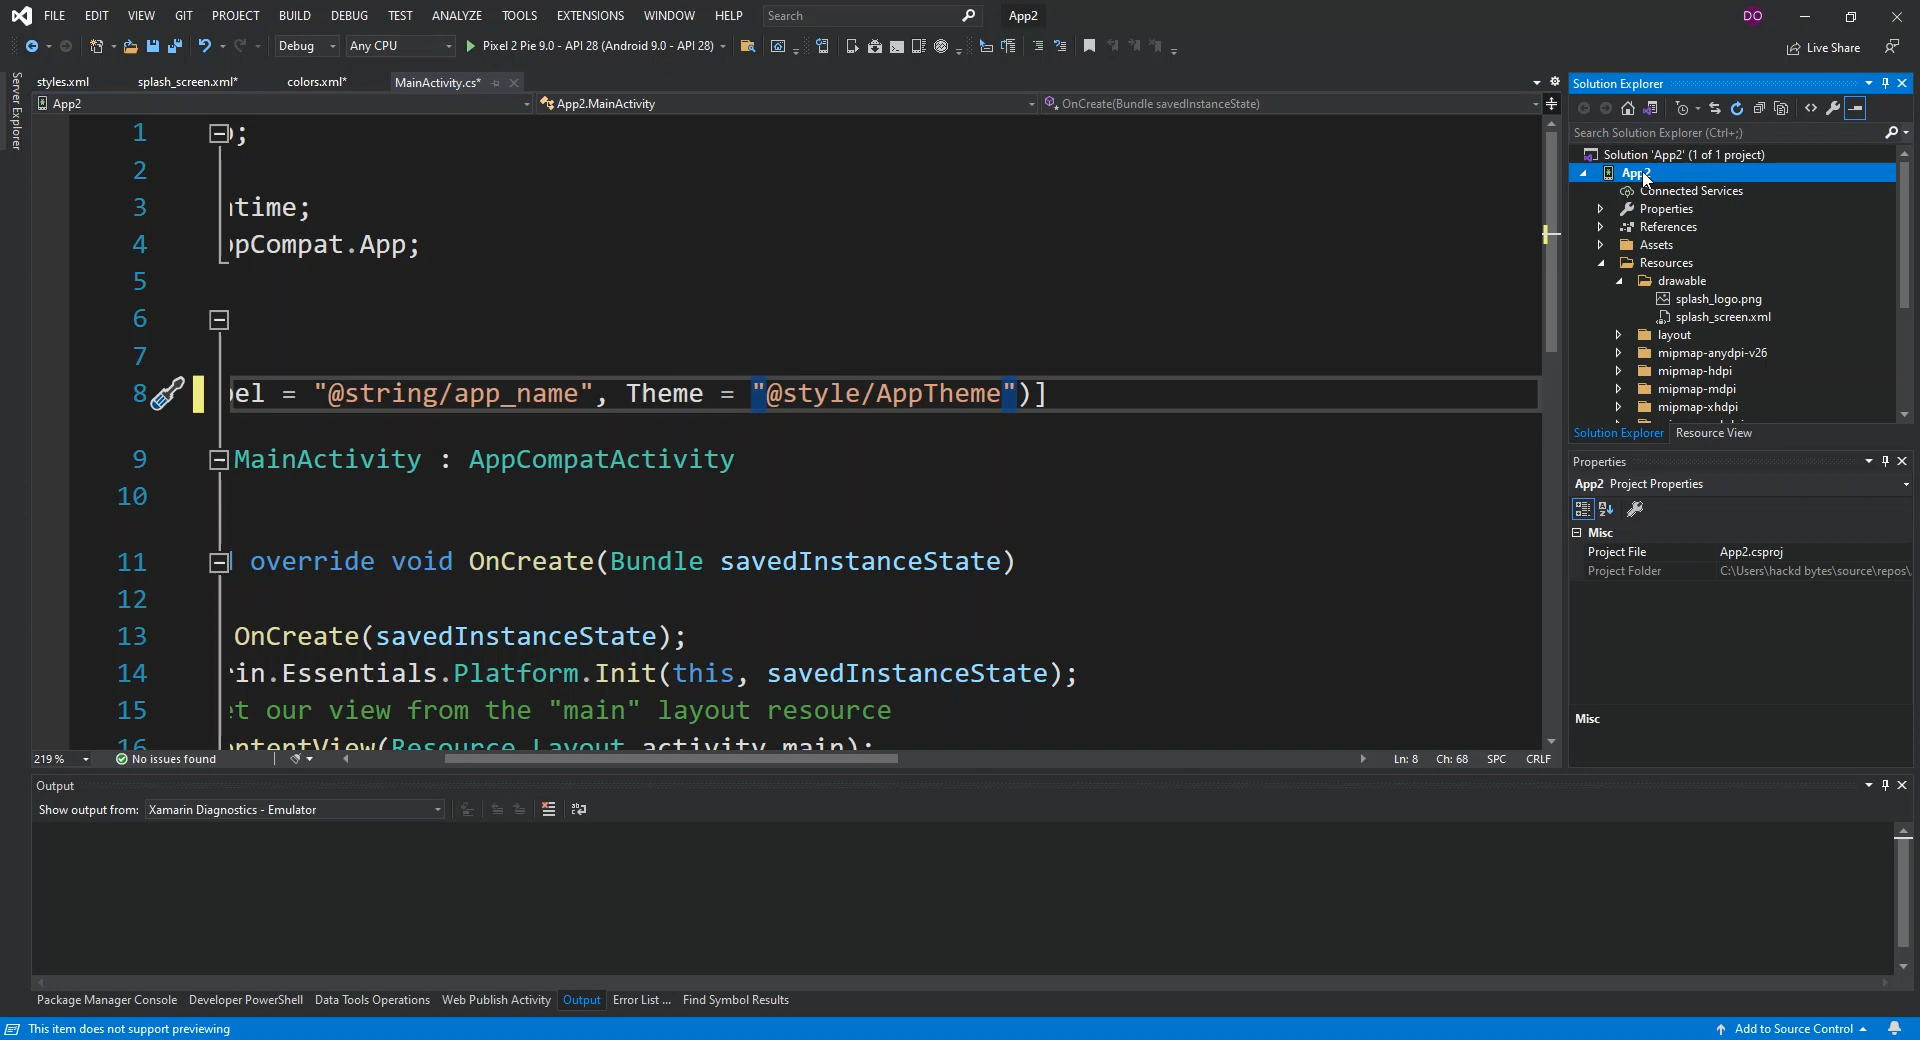 FILE EDIT VIEW GIT PROJECT BUILD DEBUG TEST ANALYZE TOOLS EXTENSIONS WINDOW HELP Search App2 DO
Debug Any CPU Pixel 2 Pie 9.0 - API 28 (Android 9.0 - API 28) Live Share
Server Explorer
styles.xml splash_screen.xml* colors.xml* MainActivity.cs*
App2 App2.MainActivity OnCreate(Bundle savedInstanceState)
1 ;
2
3 time;
4 pCompat.App;
5
6
7
8 el = "@string/app_name", Theme = "@style/AppTheme")]
9 MainActivity : AppCompatActivity
10
11 override void OnCreate(Bundle savedInstanceState)
12
13 OnCreate(savedInstanceState);
14 rin.Essentials.Platform.Init(this, savedInstanceState);
15 et our view from the "main" layout resource
16 ontentView(Resource.Layout.activity_main);
219 % No issues found Ln: 8 Ch: 68 SPC CRLF
Solution Explorer
Search Solution Explorer (Ctrl+;)
Solution 'App2' (1 of 1 project)
App2
Connected Services
Properties
References
Assets
Resources
drawable
splash_logo.png
splash_screen.xml
layout
mipmap-anydpi-v26
mipmap-hdpi
mipmap-mdpi
mipmap-xhdpi
Solution Explorer Resource View
Properties
App2 Project Properties
Misc
Project File App2.csproj
Project Folder C:\Users\hackd bytes\source\repos\
Misc
Output
Show output from: Xamarin Diagnostics - Emulator
Package Manager Console Developer PowerShell Data Tools Operations Web Publish Activity Output Error List ... Find Symbol Results
This item does not support previewing Add to Source Control